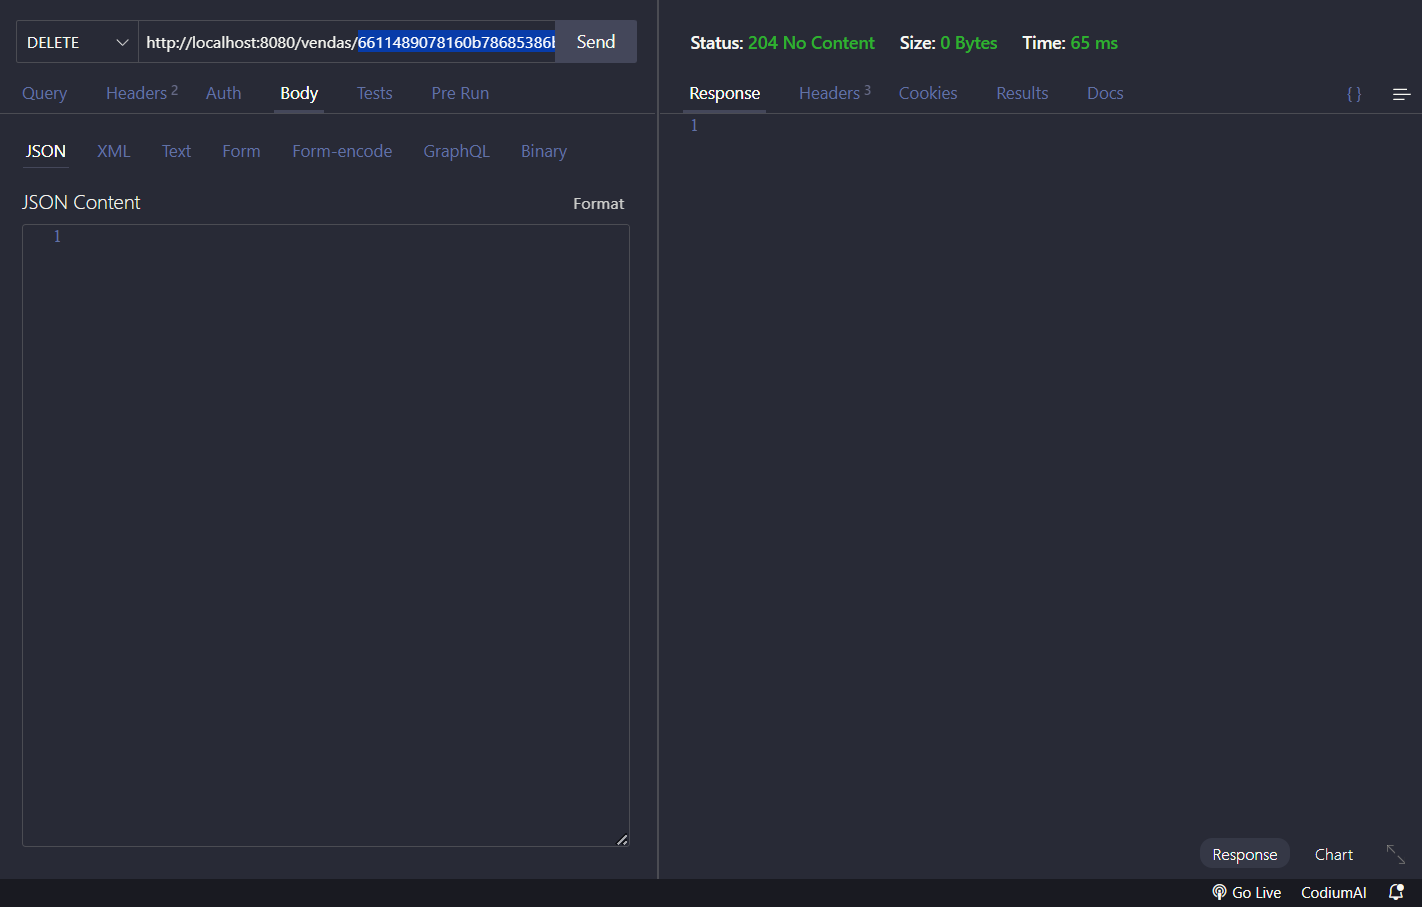 DELETE
http://localhost:8080/vendas/6611489078160b78685386b
Send
Query
Headers 2
Auth
Body
Tests
Pre Run
JSON
XML
Text
Form
Form-encode
GraphQL
Binary
JSON Content
Format
1
Status: 204 No Content
Size: 0 Bytes
Time: 65 ms
Response
Headers 3
Cookies
Results
Docs
{ }
1
Response
Chart
Go Live
CodiumAI